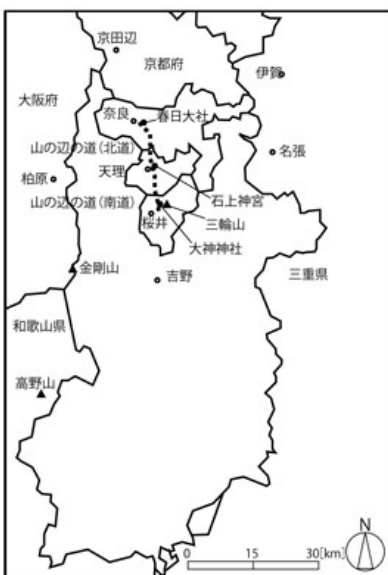 京田辺
京都府
伊賀
大阪府
奈良
春日大社
山の辺の道(北道)
名張
天理
柏原
石上神宮
山の辺の道(南道)
三輪山
桜井
大神神社
金剛山
吉野
三重県
和歌山県
高野山
N
0 15 30[km]